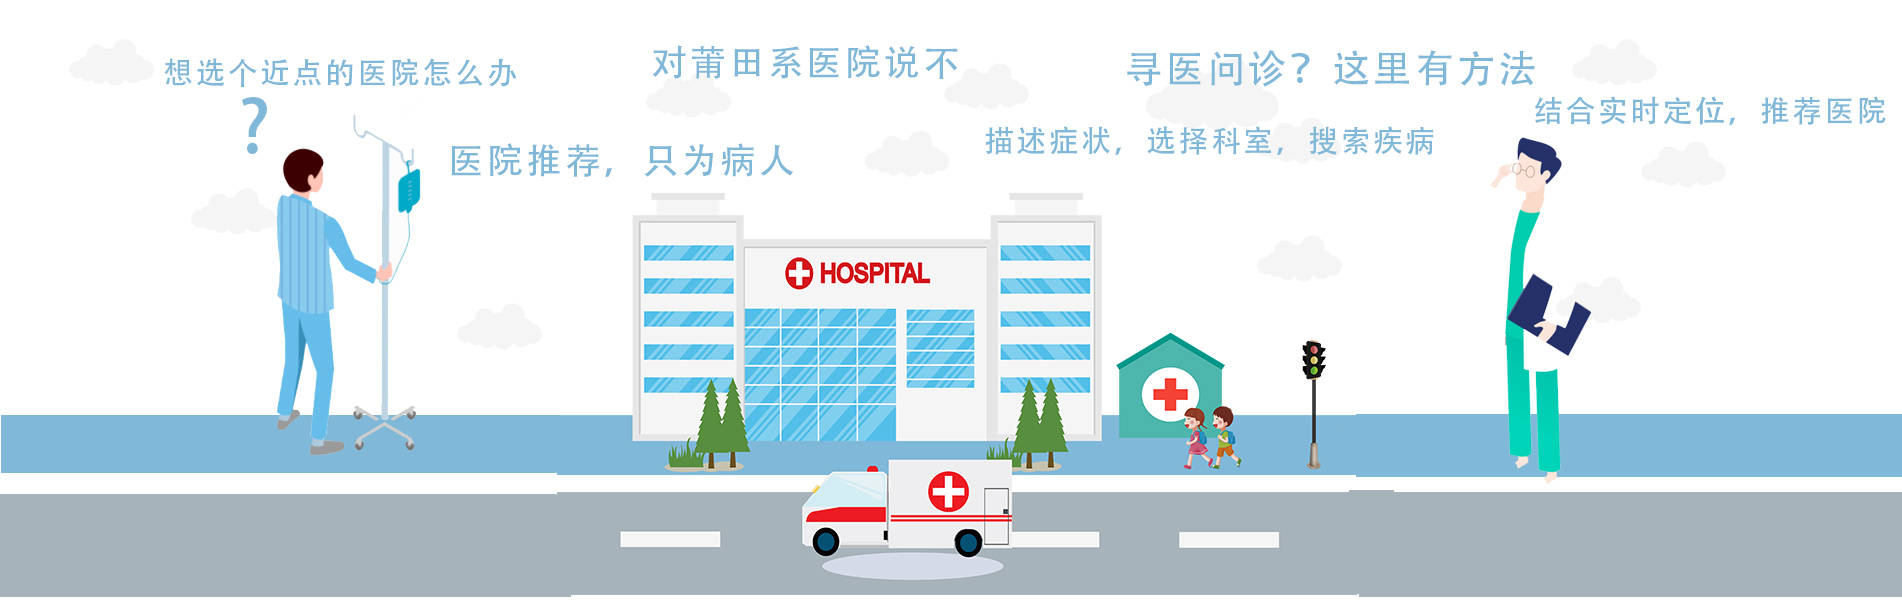 想选个近点的医院怎么办
?
对莆田系医院说不
医院推荐，只为病人
寻医问诊？这里有方法
描述症状，选择科室，搜索疾病
结合实时定位，推荐医院
HOSPITAL